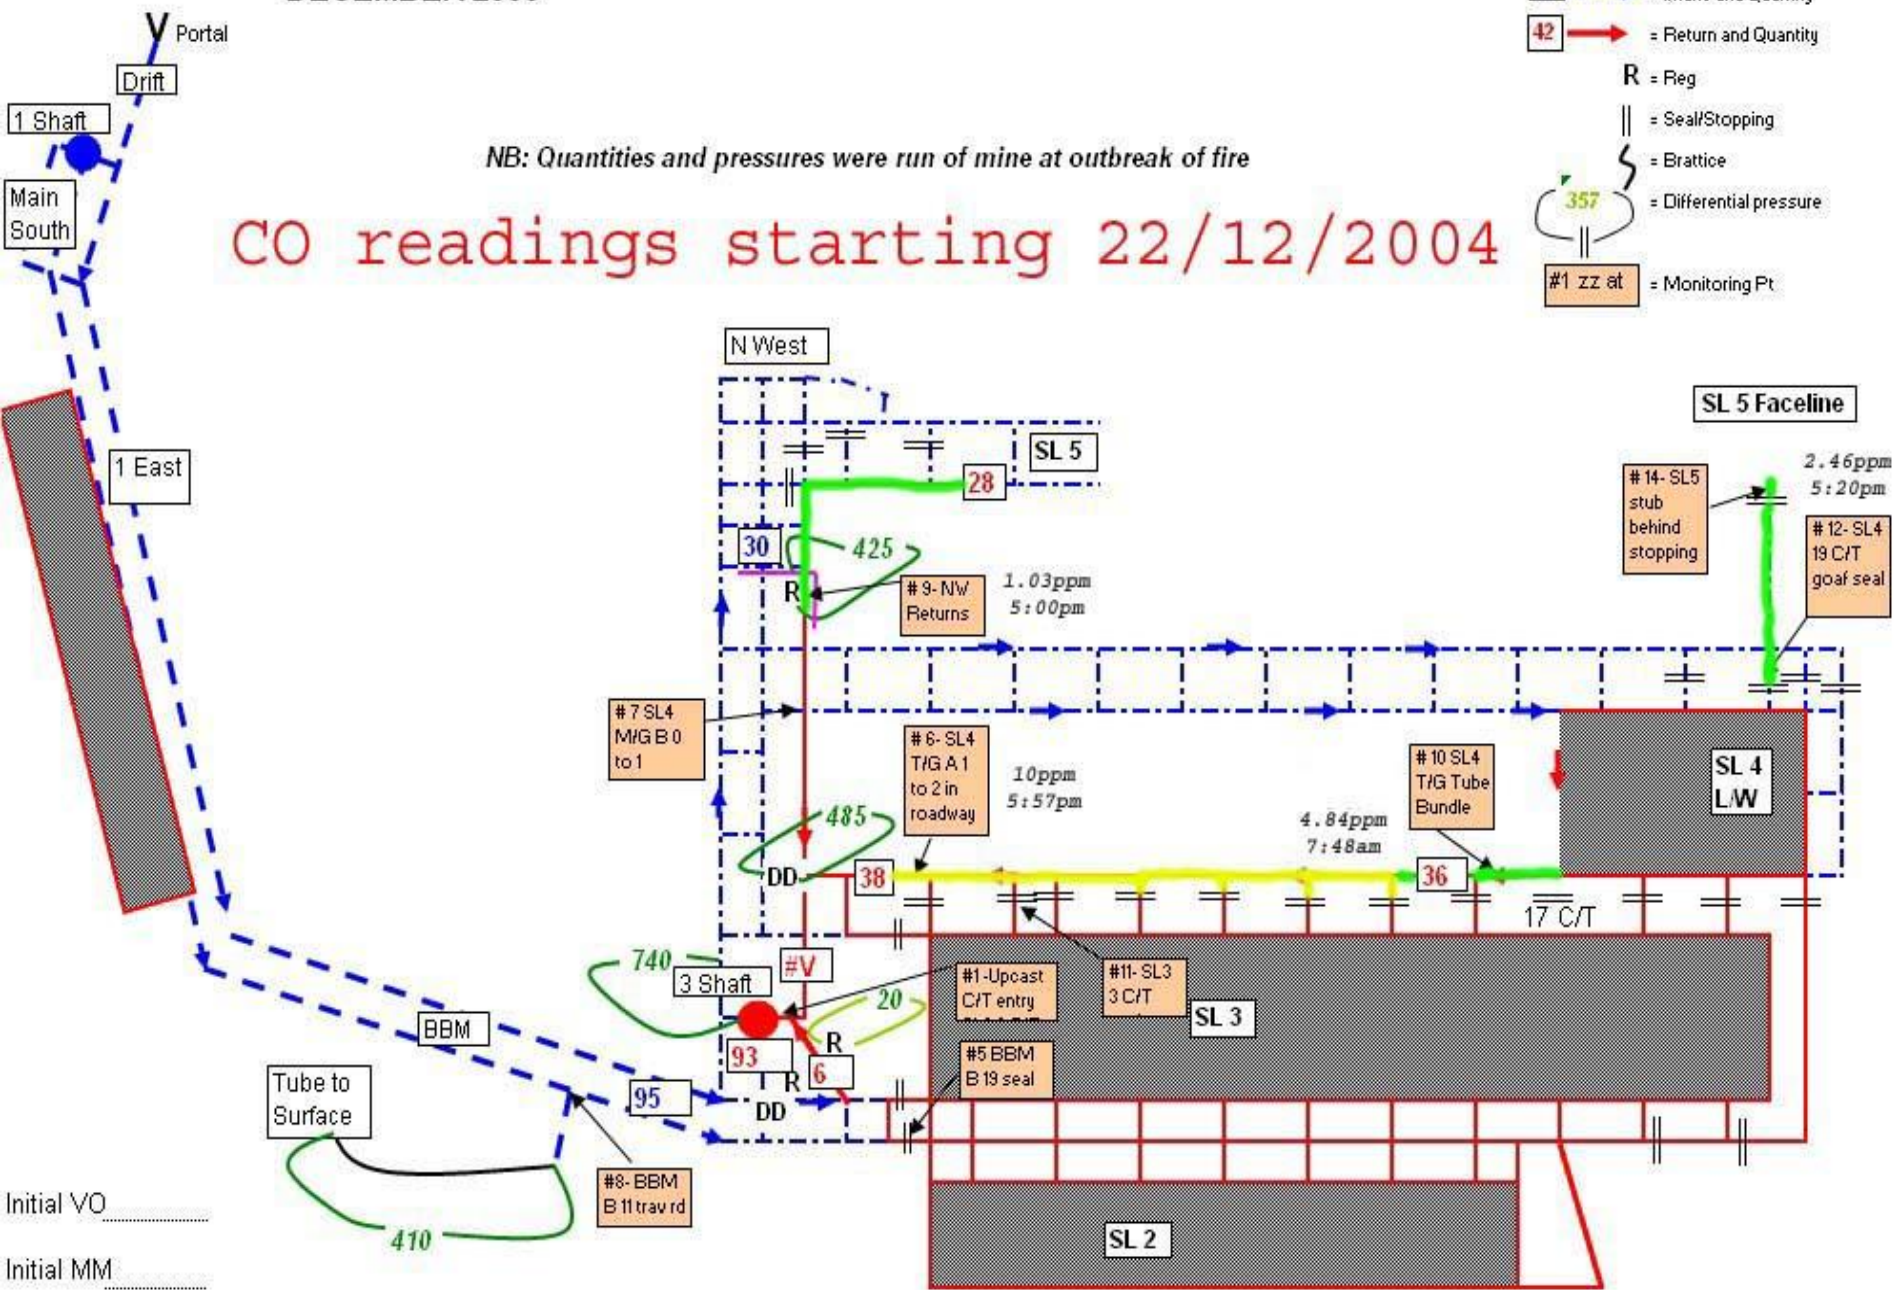 V Portal
Drift
1 Shaft
Main
South
42 = Return and Quantity
R = Reg
= Seal/Stopping
= Brattice
357 = Differential pressure
#1 zz at = Monitoring Pt
NB: Quantities and pressures were run of mine at outbreak of fire
CO readings starting 22/12/2004
N West
SL 5 Faceline
1 East
SL 5
28
2.46ppm
5:20pm
# 14- SL5
stub
behind
stopping
# 12- SL4
19 C/T
goaf seal
30
425
R
# 9- NW
Returns
1.03ppm
5:00pm
# 7 SL4
M/G B 0
to 1
# 6- SL4
T/G A 1
to 2 in
roadway
10ppm
5:57pm
# 10 SL4
T/G Tube
Bundle
4.84ppm
7:48am
SL 4
L/W
485
DD
38
36
17 C/T
740
3 Shaft
#V
#1-Upcast
C/T entry
#11- SL3
3 C/T
SL 3
20
R
93
6
R
#5 BBM
B 19 seal
BBM
95
DD
Tube to
Surface
#8- BBM
B 11 trav rd
410
SL 2
Initial VO
Initial MM